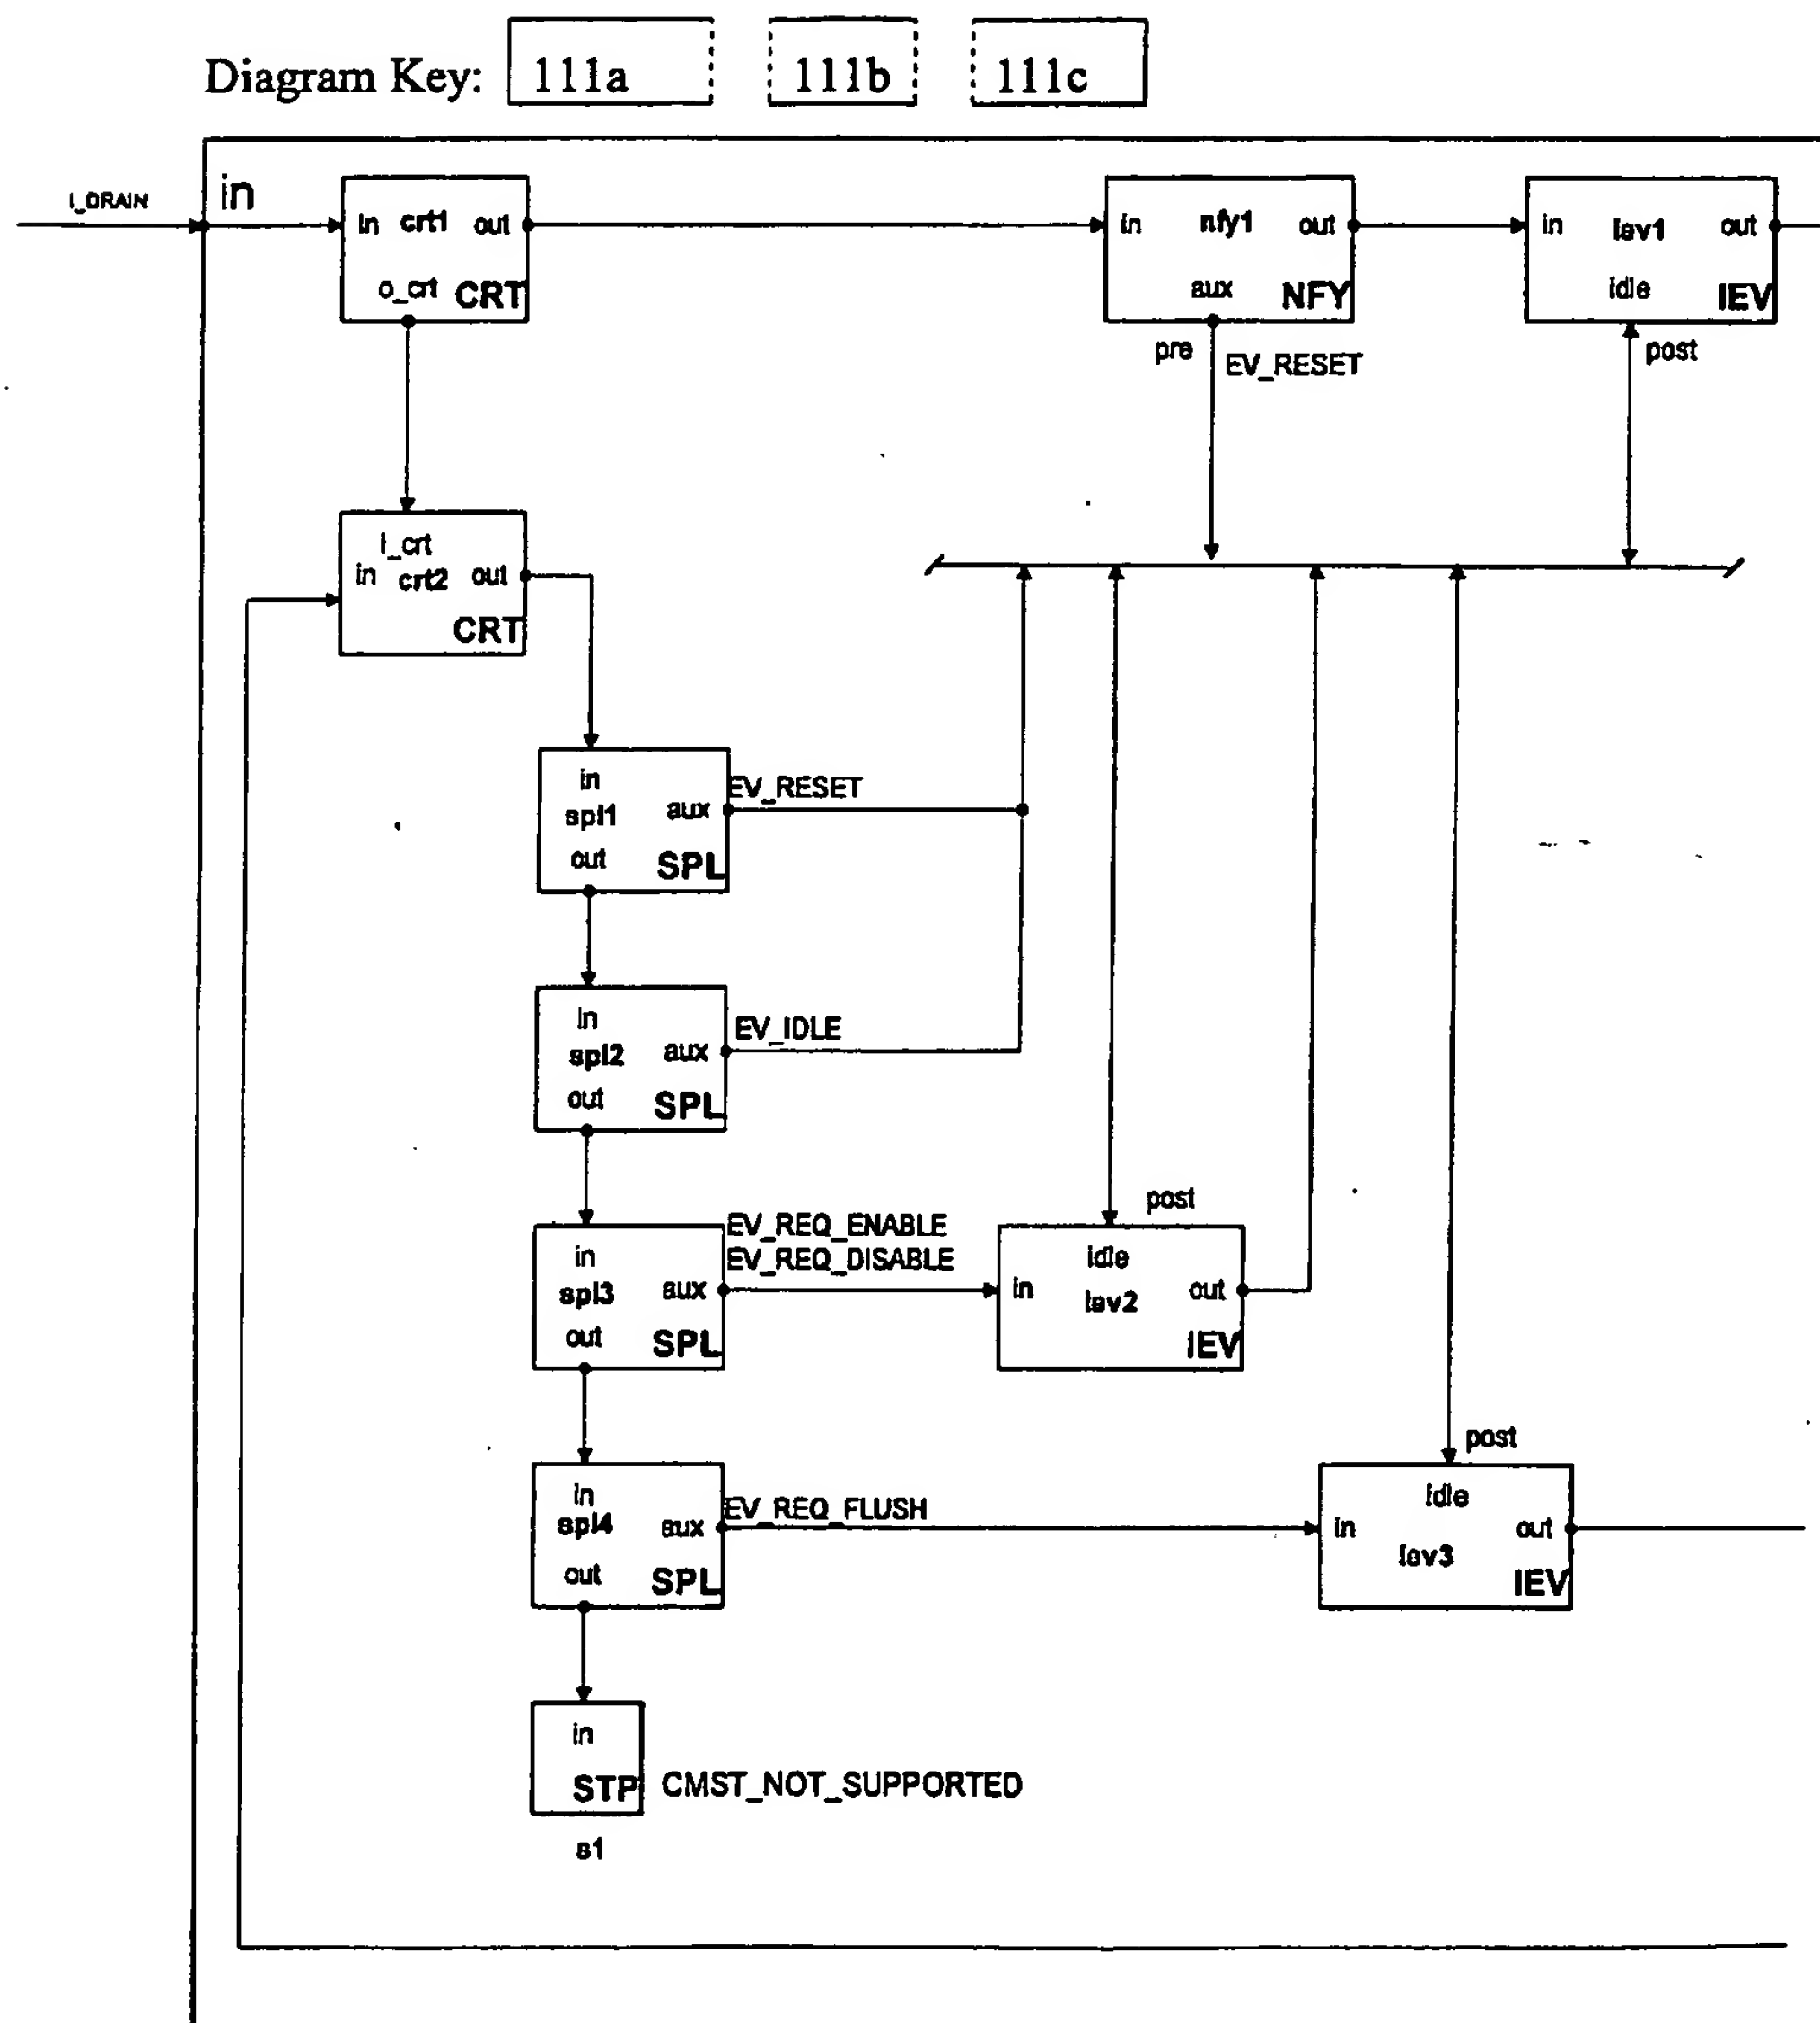 Diagram Key: 111a 111b 111c
I_DRAIN
in
in crt1 out
o_crt CRT
in nfy1 out
aux NFY
in iev1 out
idle IEV
pre EV_RESET
post
i_crt
in crt2 out
CRT
in
spl1 aux
out SPL
EV_RESET
in
spl2 aux
out SPL
EV_IDLE
in
spl3 aux
out SPL
EV_REQ_ENABLE
EV_REQ_DISABLE
post
idle
in iev2 out
IEV
in
spl4 aux
out SPL
EV_REQ_FLUSH
post
idle
in iev3 out
IEV
in
STP
CMST_NOT_SUPPORTED
s1